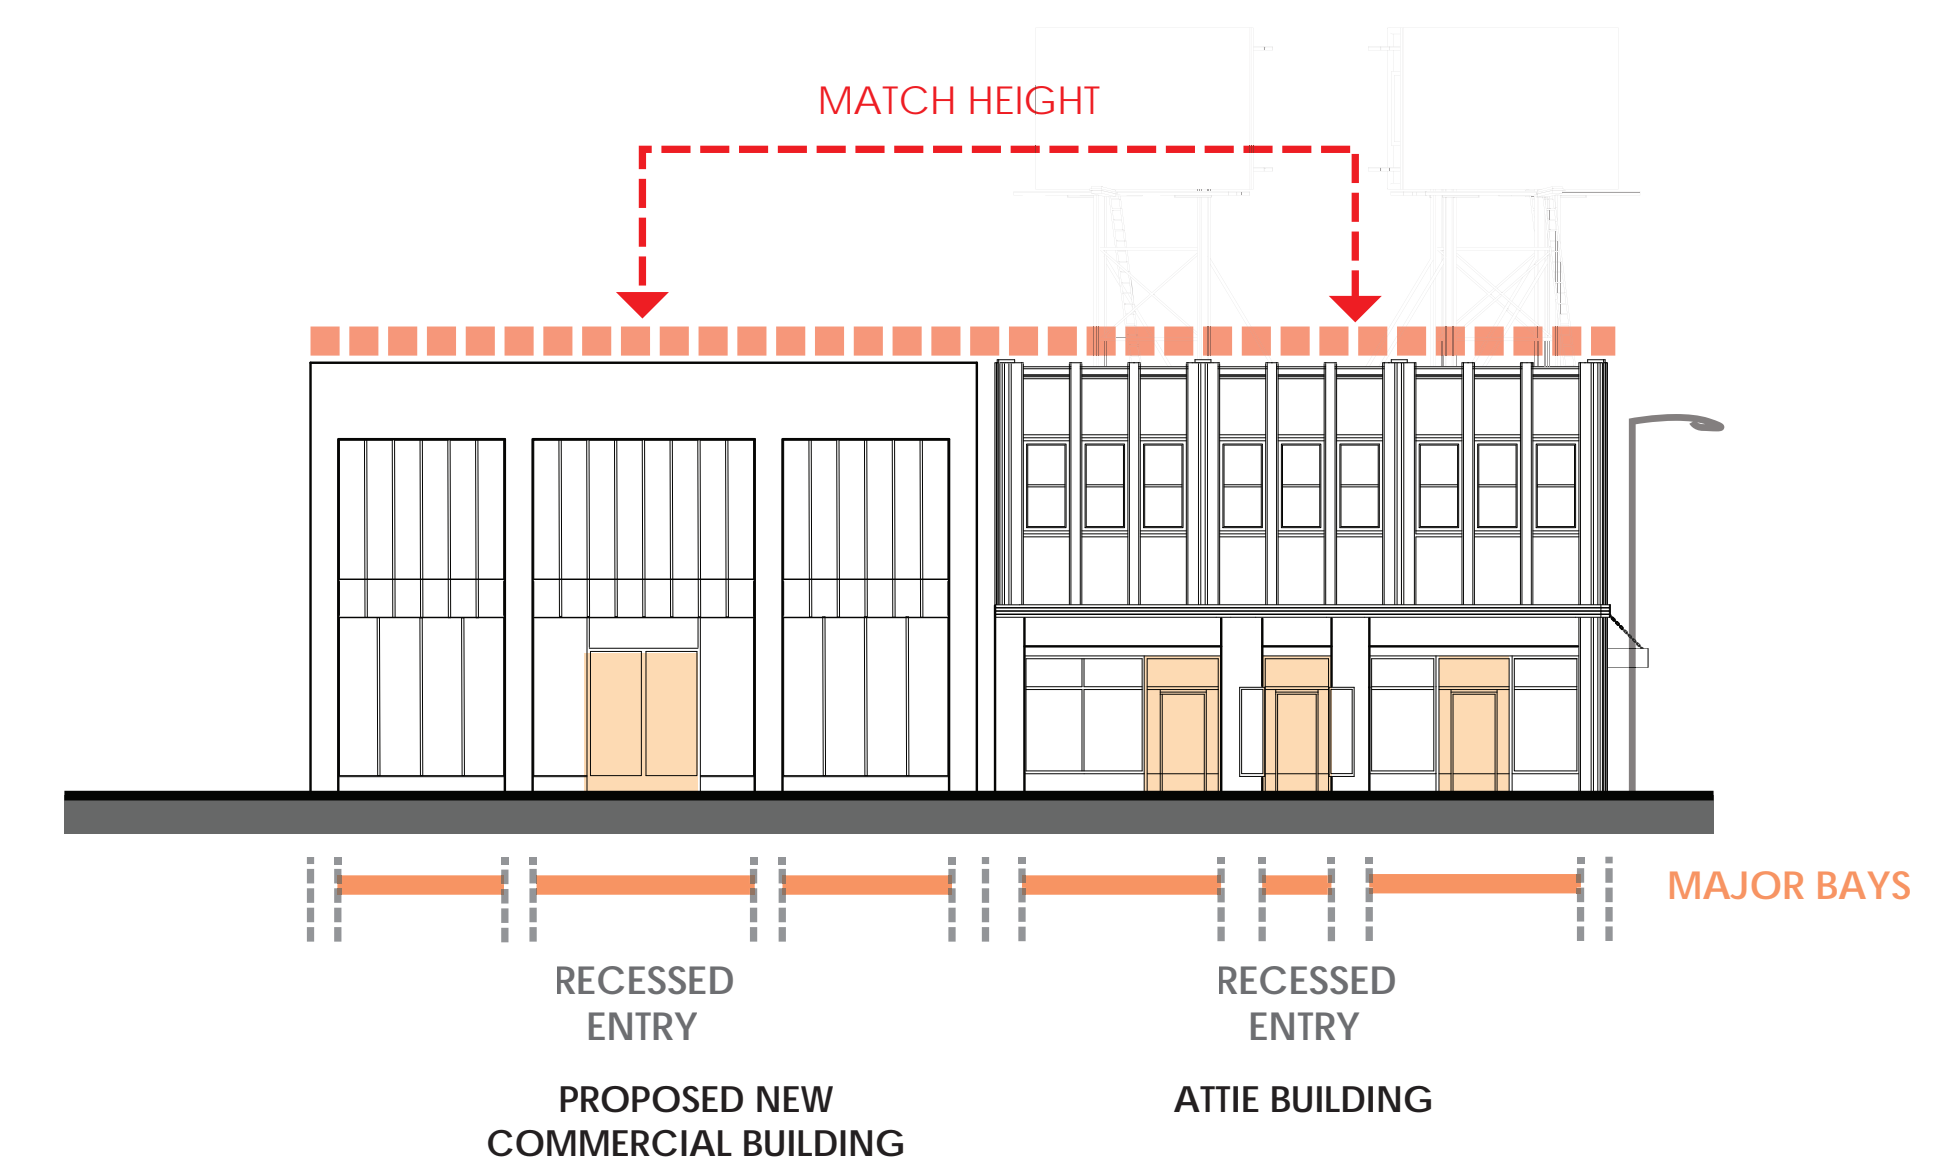 MATCH HEIGHT
MAJOR BAYS
RECESSED
ENTRY
RECESSED
ENTRY
PROPOSED NEW
COMMERCIAL BUILDING
ATTIE BUILDING